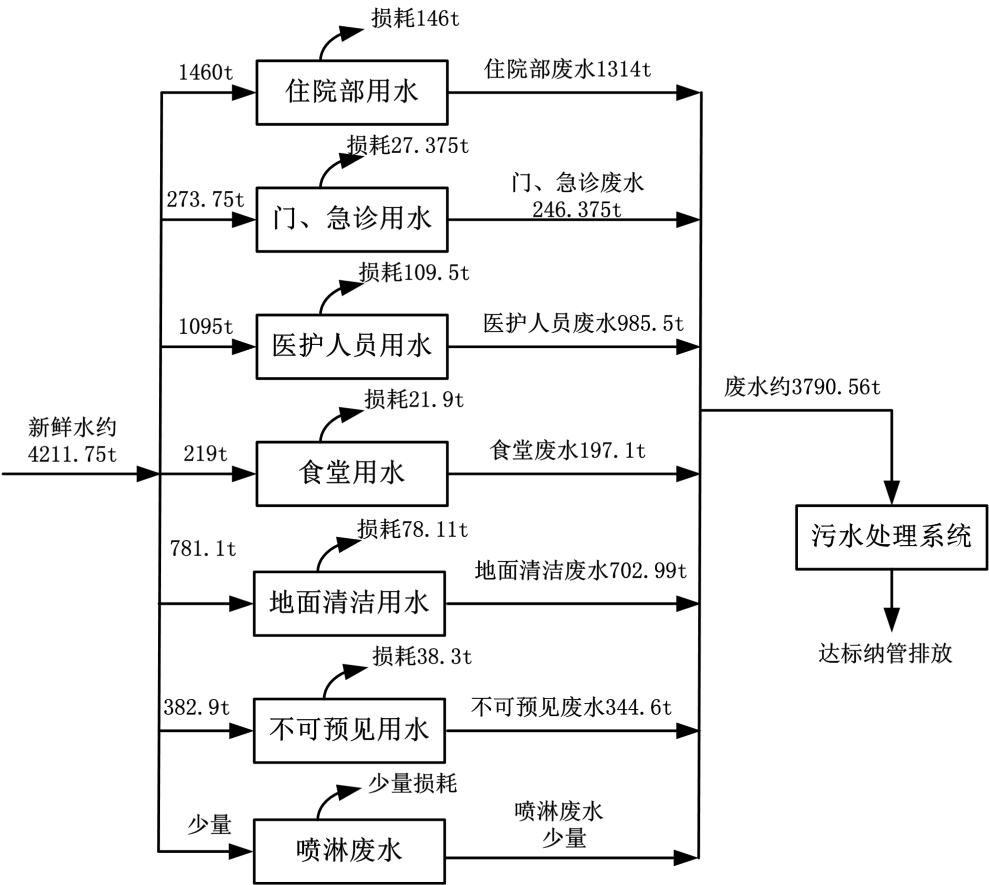 损耗146t
1460t
住院部用水
住院部废水1314t
损耗27.375t
273.75t
门、急诊用水
门、急诊废水
246.375t
损耗109.5t
1095t
医护人员用水
医护人员废水985.5t
废水约3790.56t
损耗21.9t
新鲜水约
4211.75t
219t
食堂用水
食堂废水197.1t
污水处理系统
损耗78.11t
781.1t
地面清洁用水
地面清洁废水702.99t
达标纳管排放
损耗38.3t
382.9t
不可预见用水
不可预见废水344.6t
少量损耗
少量
喷淋废水
喷淋废水
少量